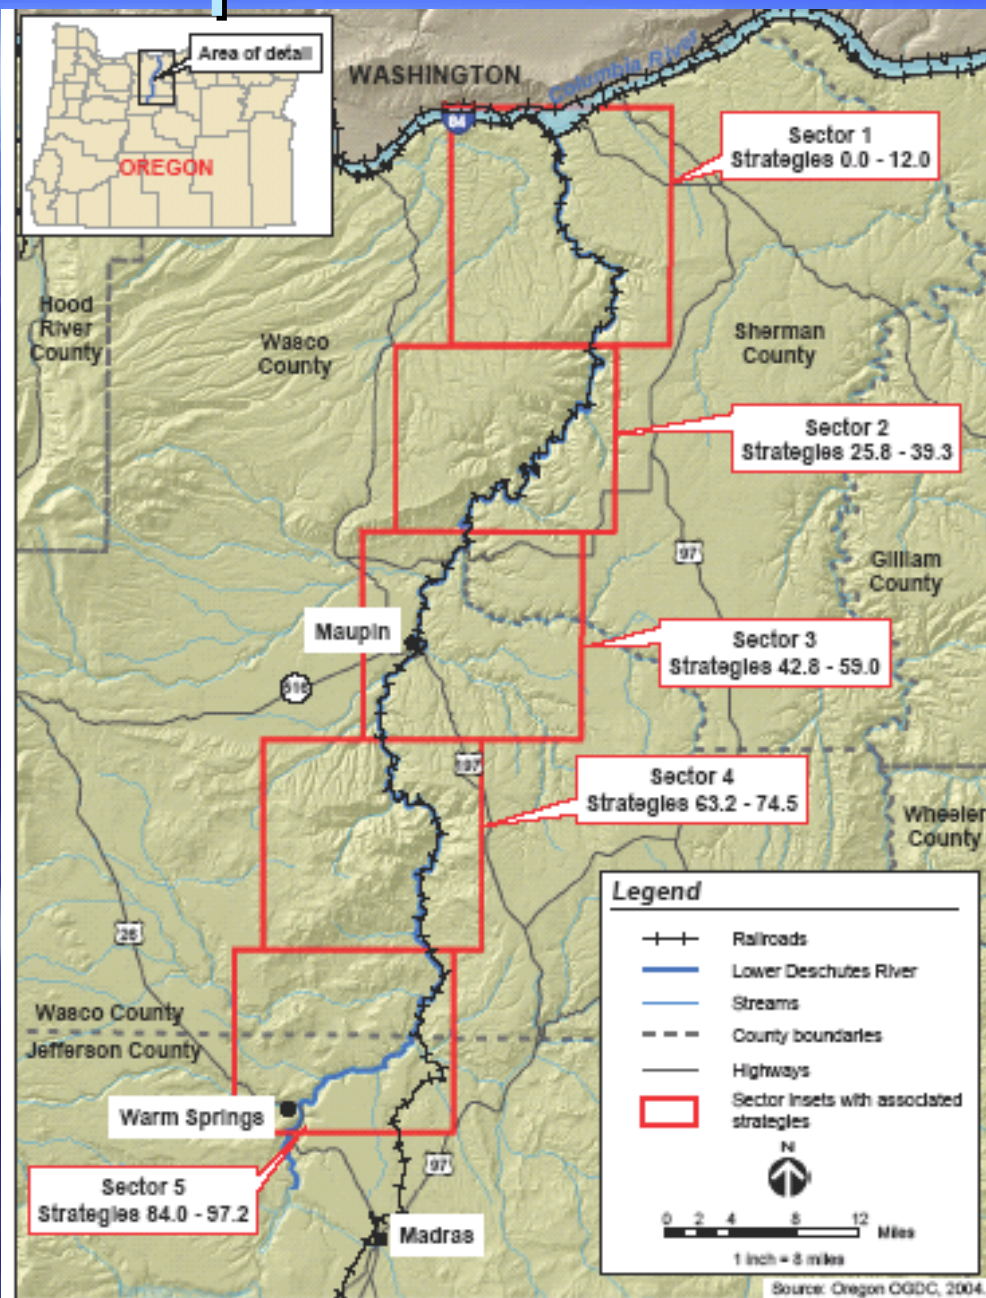 Area of detail
OREGON
WASHINGTON
Columbia River
84
Sector 1
Strategies 0.0 - 12.0
Hood
River
County
Wasco
County
Sherman
County
Sector 2
Strategies 25.8 - 39.3
97
Gilliam
County
Maupin
Sector 3
Strategies 42.8 - 59.0
197
Sector 4
Strategies 63.2 - 74.5
Wheeler
County
26
Wasco County
Jefferson County
Warm Springs
97
Sector 5
Strategies 84.0 - 97.2
Madras
Legend
Railroads
Lower Deschutes River
Streams
County boundaries
Highways
Sector insets with associated
strategies
N
0 2 4 8 12 Miles
1 inch = 8 miles
Source: Oregon OGDC, 2004.